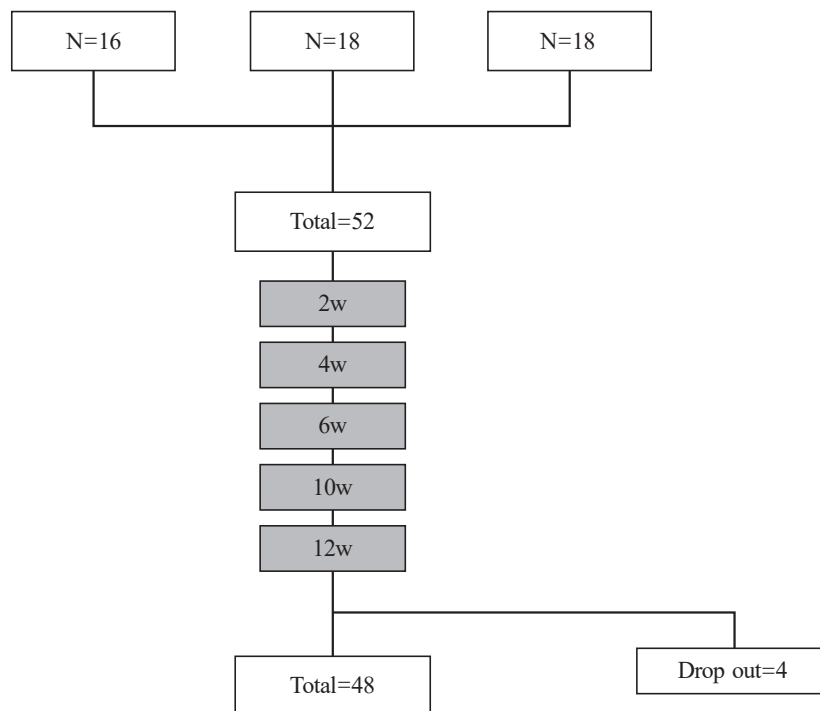 N=16
N=18
N=18
Total=52
2w
4w
6w
10w
12w
Total=48
Drop out=4